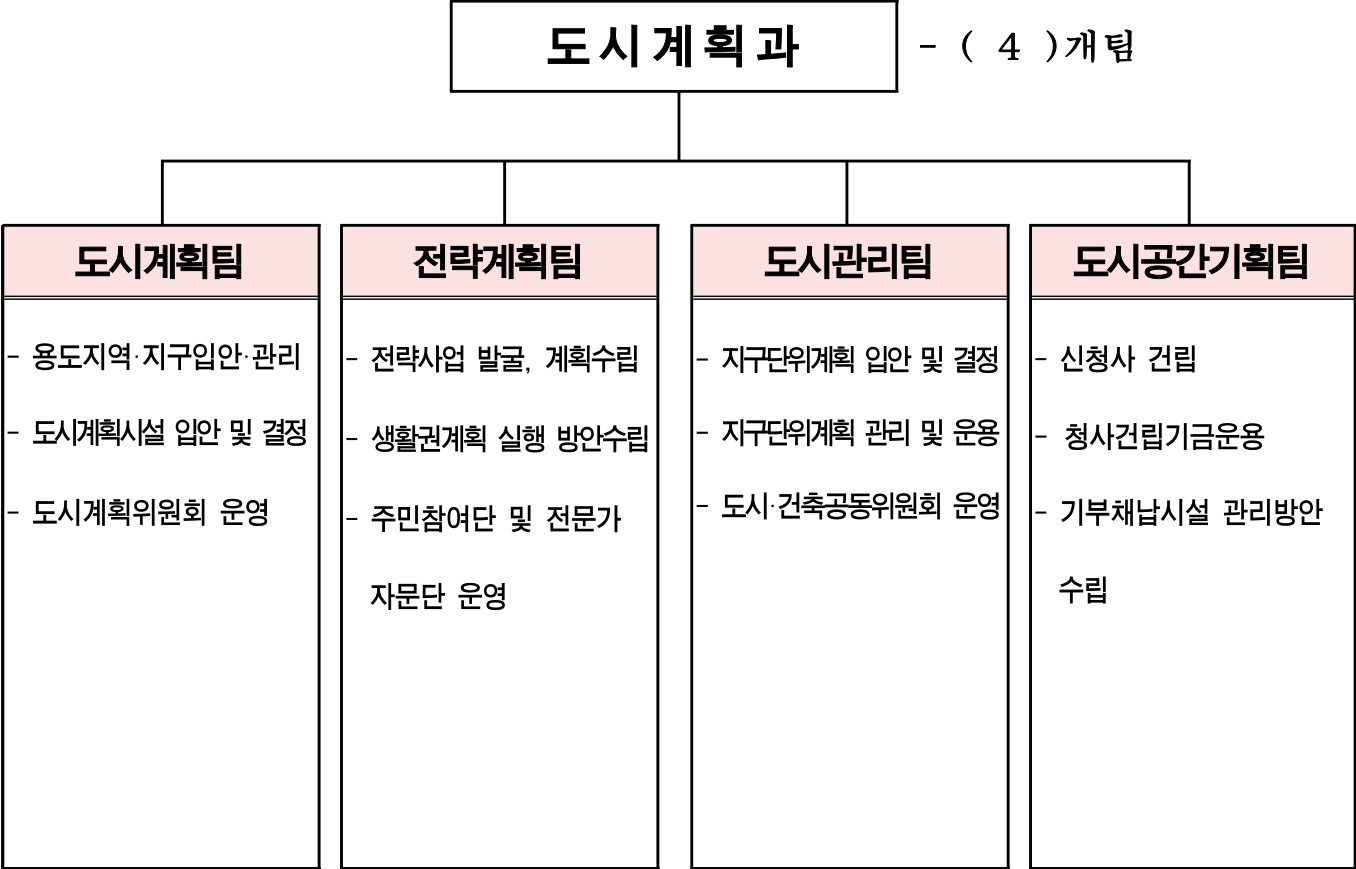 도시계획과 - ( 4 )개팀
도시계획팀
- 용도지역·지구입안·관리
- 도시계획시설 입안 및 결정
- 도시계획위원회 운영
전략계획팀
- 전략사업 발굴, 계획수립
- 생활권계획 실행 방안수립
- 주민참여단 및 전문가
자문단 운영
도시관리팀
- 지구단위계획 입안 및 결정
- 지구단위계획 관리 및 운용
- 도시·건축공동위원회 운영
도시공간기획팀
- 신청사 건립
- 청사건립기금운용
- 기부채납시설 관리방안
수립